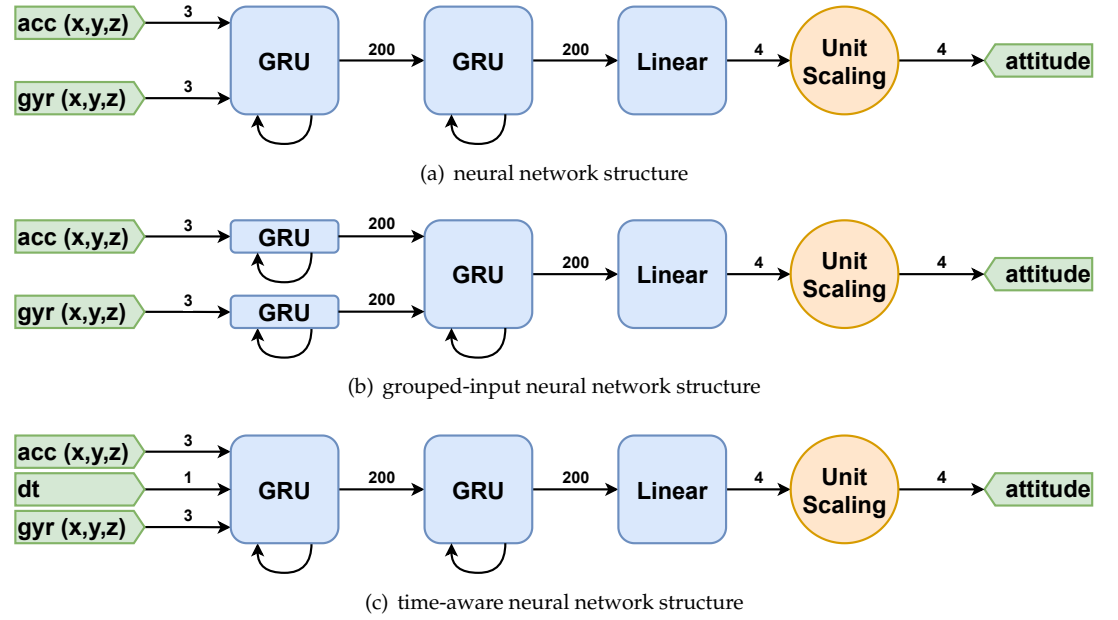 acc (x,y,z)
3
gyr (x,y,z)
3
GRU
200
GRU
200
Linear
4
Unit
Scaling
4
attitude
(a) neural network structure
acc (x,y,z)
3
GRU
200
gyr (x,y,z)
3
GRU
200
GRU
200
Linear
4
Unit
Scaling
4
attitude
(b) grouped-input neural network structure
acc (x,y,z)
3
dt
1
gyr (x,y,z)
3
GRU
200
GRU
200
Linear
4
Unit
Scaling
4
attitude
(c) time-aware neural network structure